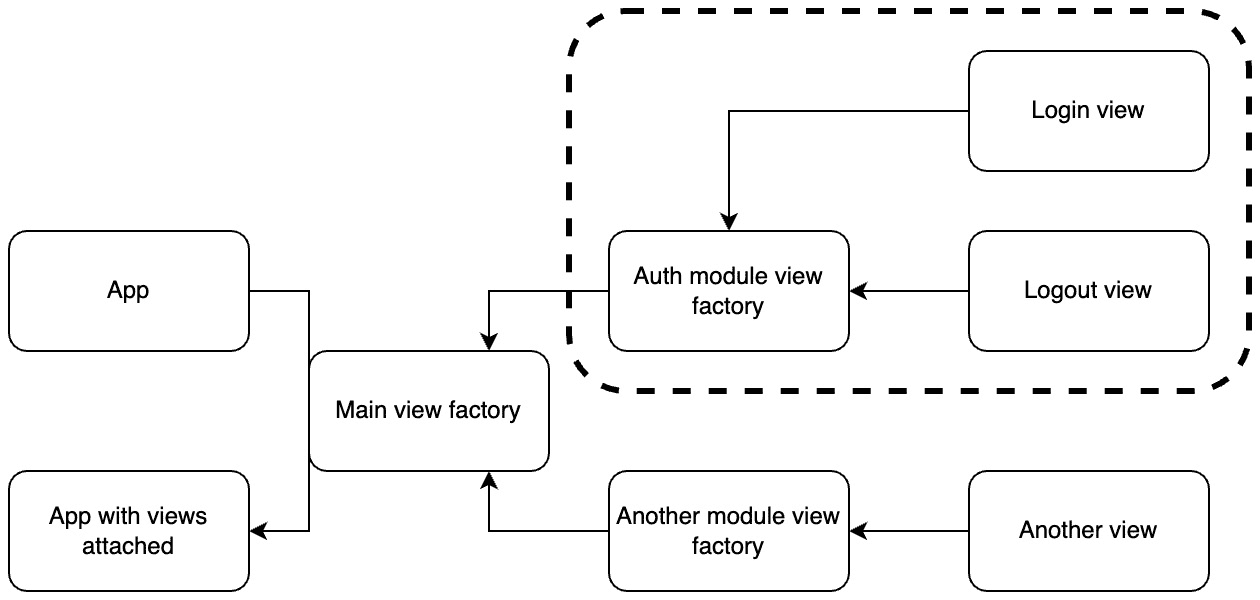 Login view
App
Auth module view
factory
Logout view
Main view factory
App with views
attached
Another module view
factory
Another view